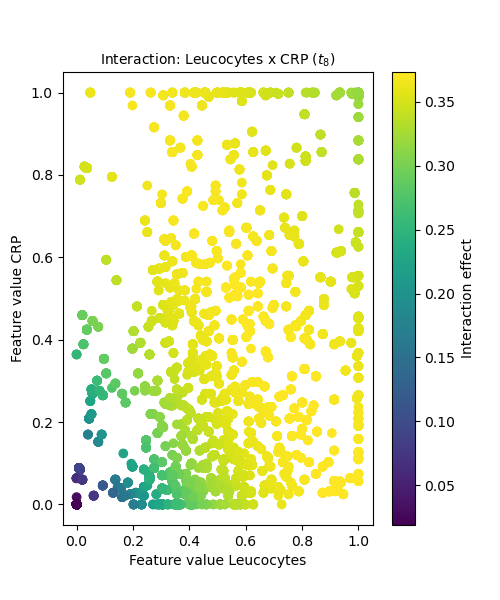 Interaction: Leucocytes x CRP (t₈)
1.0
0.8
0.6
0.4
0.2
0.0
Feature value CRP
0.0 0.2 0.4 0.6 0.8 1.0
Feature value Leucocytes
0.35
0.30
0.25
0.20
0.15
0.10
0.05
Interaction effect